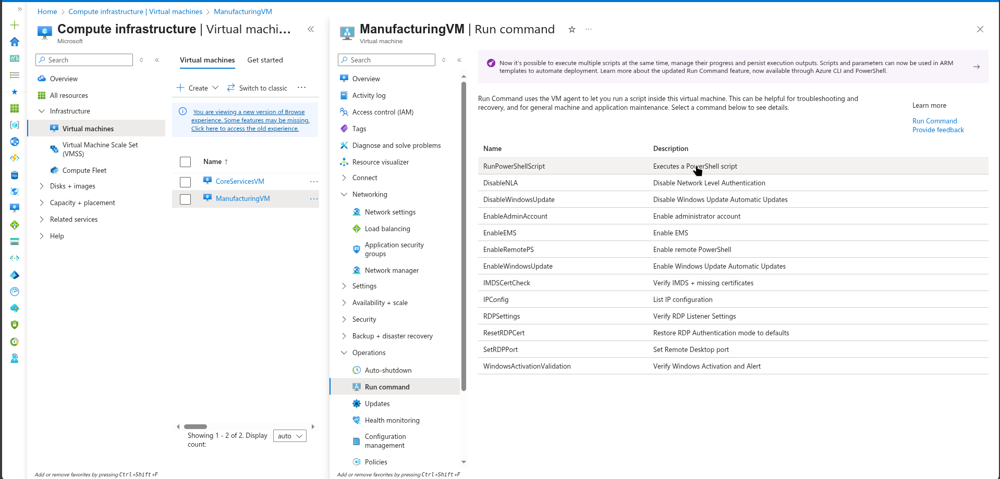 Home > Compute infrastructure | Virtual machines > ManufacturingVM
Compute infrastructure | Virtual machi...
Microsoft
Search
Overview
All resources
Infrastructure
Virtual machines
Virtual Machine Scale Set
(VMSS)
Compute Fleet
Disks + images
Capacity + placement
Related services
Help
Add or remove favorites by pressing Ctrl+Shift+F
Virtual machines Get started
Create Switch to classic ...
You are viewing a new version of Browse
experience. Some features may be missing.
Click here to access the old experience.
Name ↑
CoreServicesVM ...
ManufacturingVM ...
Showing 1 - 2 of 2. Display
count:
auto
ManufacturingVM | Run command
Virtual machine
Search
Overview
Activity log
Access control (IAM)
Tags
Diagnose and solve problems
Resource visualizer
Connect
Networking
Network settings
Load balancing
Application security
groups
Network manager
Settings
Availability + scale
Security
Backup + disaster recovery
Operations
Auto-shutdown
Run command
Updates
Health monitoring
Configuration
management
Policies
Add or remove favorites by pressing Ctrl+Shift+F
Now it's possible to execute multiple scripts at the same time, manage their progress and persist execution outputs. Scripts and parameters can now be used in ARM
templates to automate deployment. Learn more about the updated Run Command feature, now available through Azure CLI and PowerShell.
Run Command uses the VM agent to let you run a script inside this virtual machine. This can be helpful for troubleshooting and
recovery, and for general machine and application maintenance. Select a command below to see details.
Learn more
Run Command
Provide feedback
Name Description
RunPowerShellScript Executes a PowerShell script
DisableNLA Disable Network Level Authentication
DisableWindowsUpdate Disable Windows Update Automatic Updates
EnableAdminAccount Enable administrator account
EnableEMS Enable EMS
EnableRemotePS Enable remote PowerShell
EnableWindowsUpdate Enable Windows Update Automatic Updates
IMDSCertCheck Verify IMDS + missing certificates
IPConfig List IP configuration
RDPSettings Verify RDP Listener Settings
ResetRDPCert Restore RDP Authentication mode to defaults
SetRDPPort Set Remote Desktop port
WindowsActivationValidation Verify Windows Activation and Alert